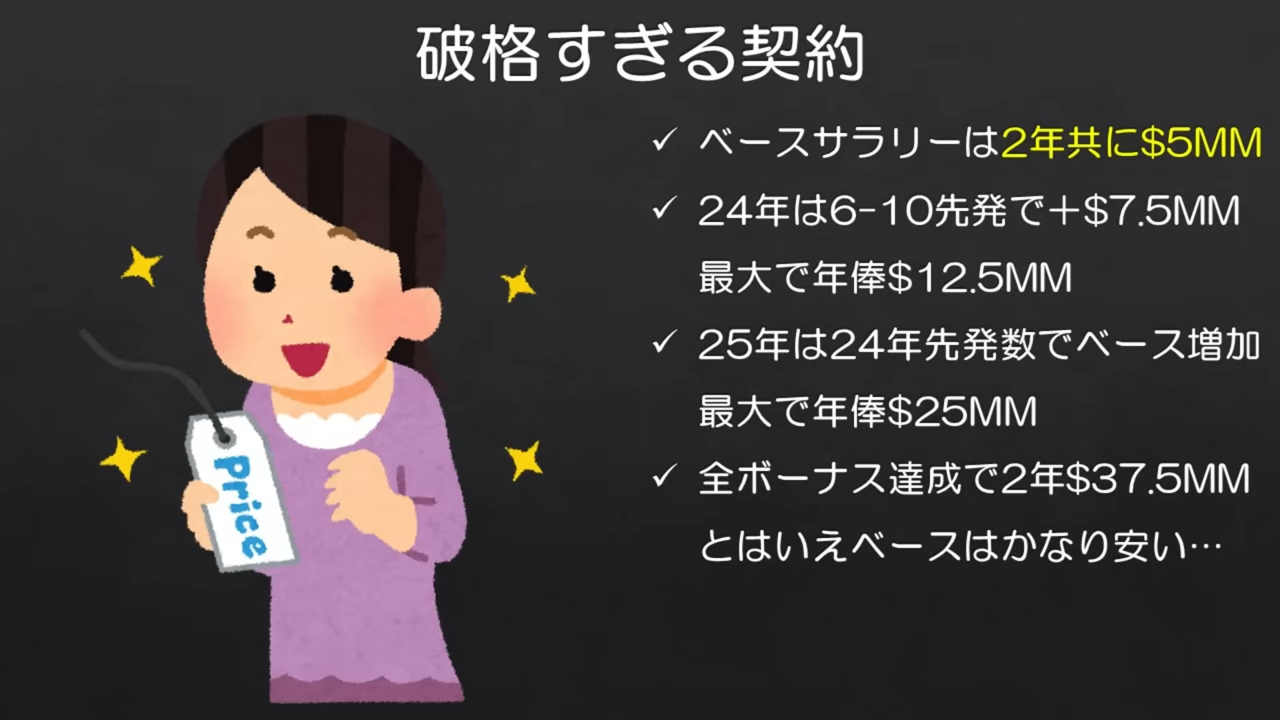 破格すぎる契約
✓ ベースサラリーは2年共に$5MM
✓ 24年は6-10先発で+$7.5MM
最大で年俸$12.5MM
✓ 25年は24年先発数でベース増加
最大で年俸$25MM
✓ 全ボーナス達成で2年$37.5MM
とはいえベースはかなり安い…
Price